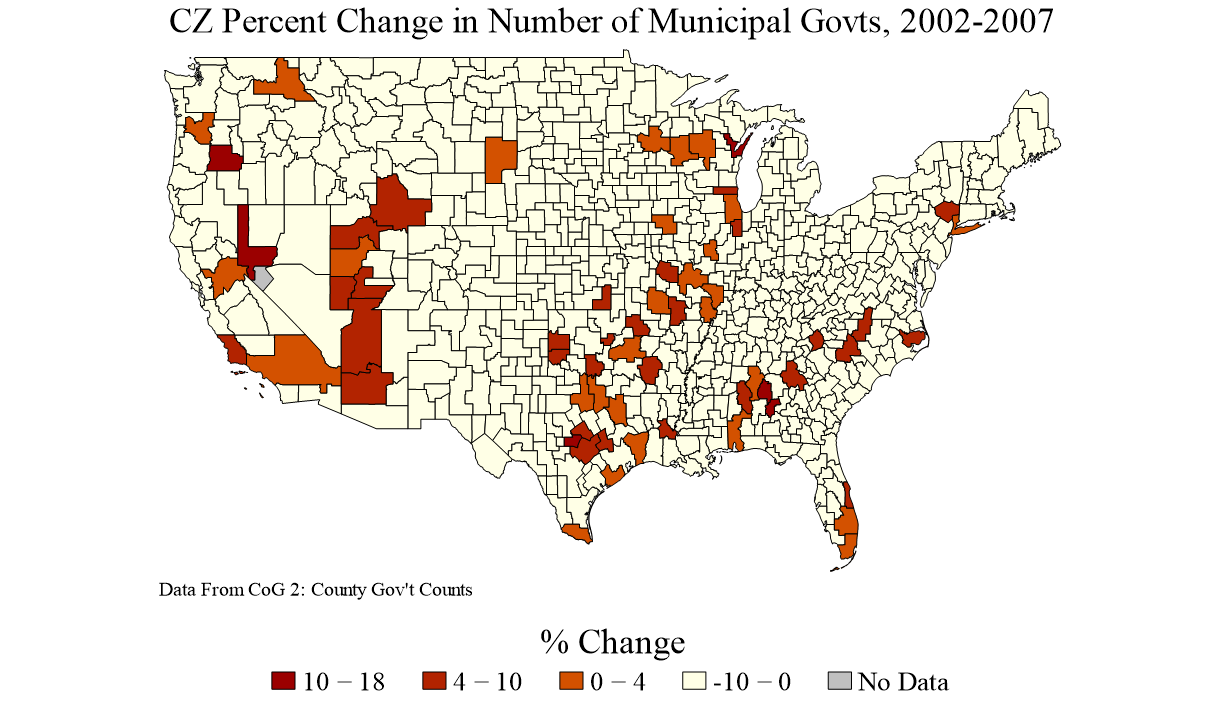 CZ Percent Change in Number of Municipal Govts, 2002-2007
Data From CoG 2: County Gov't Counts
% Change
10 − 18 4 − 10 0 − 4 -10 − 0 No Data